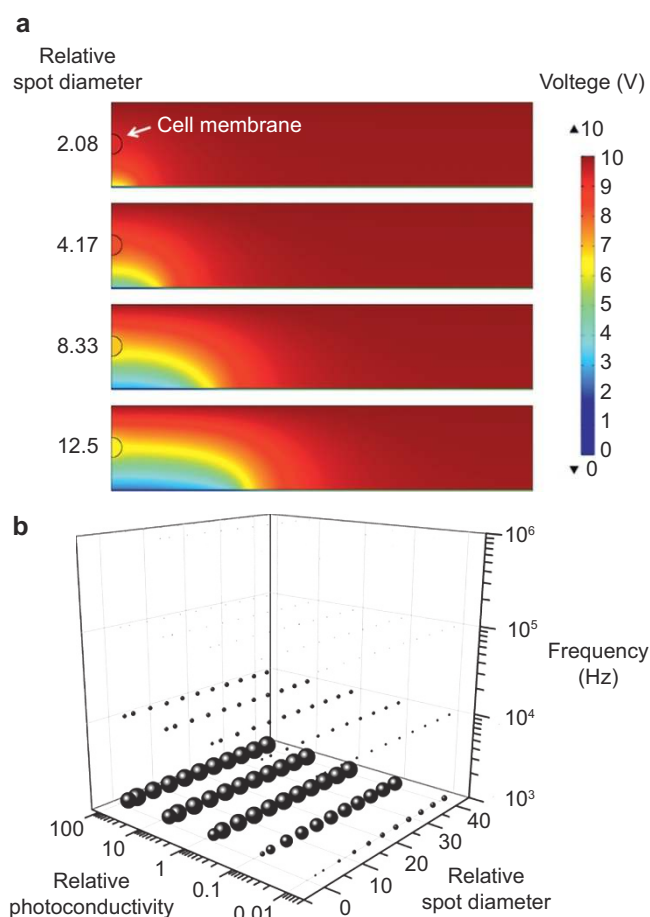 a
Relative
spot diameter
Voltege (V)
Cell membrane
2.08
4.17
8.33
12.5
▲10
10
9
8
7
6
5
4
3
2
1
0
▼ 0
b
10⁶
10⁵
10⁴
10³
Frequency
(Hz)
100
10
1
0.1
0.01
Relative
photoconductivity
0
10
20
30
40
Relative
spot diameter